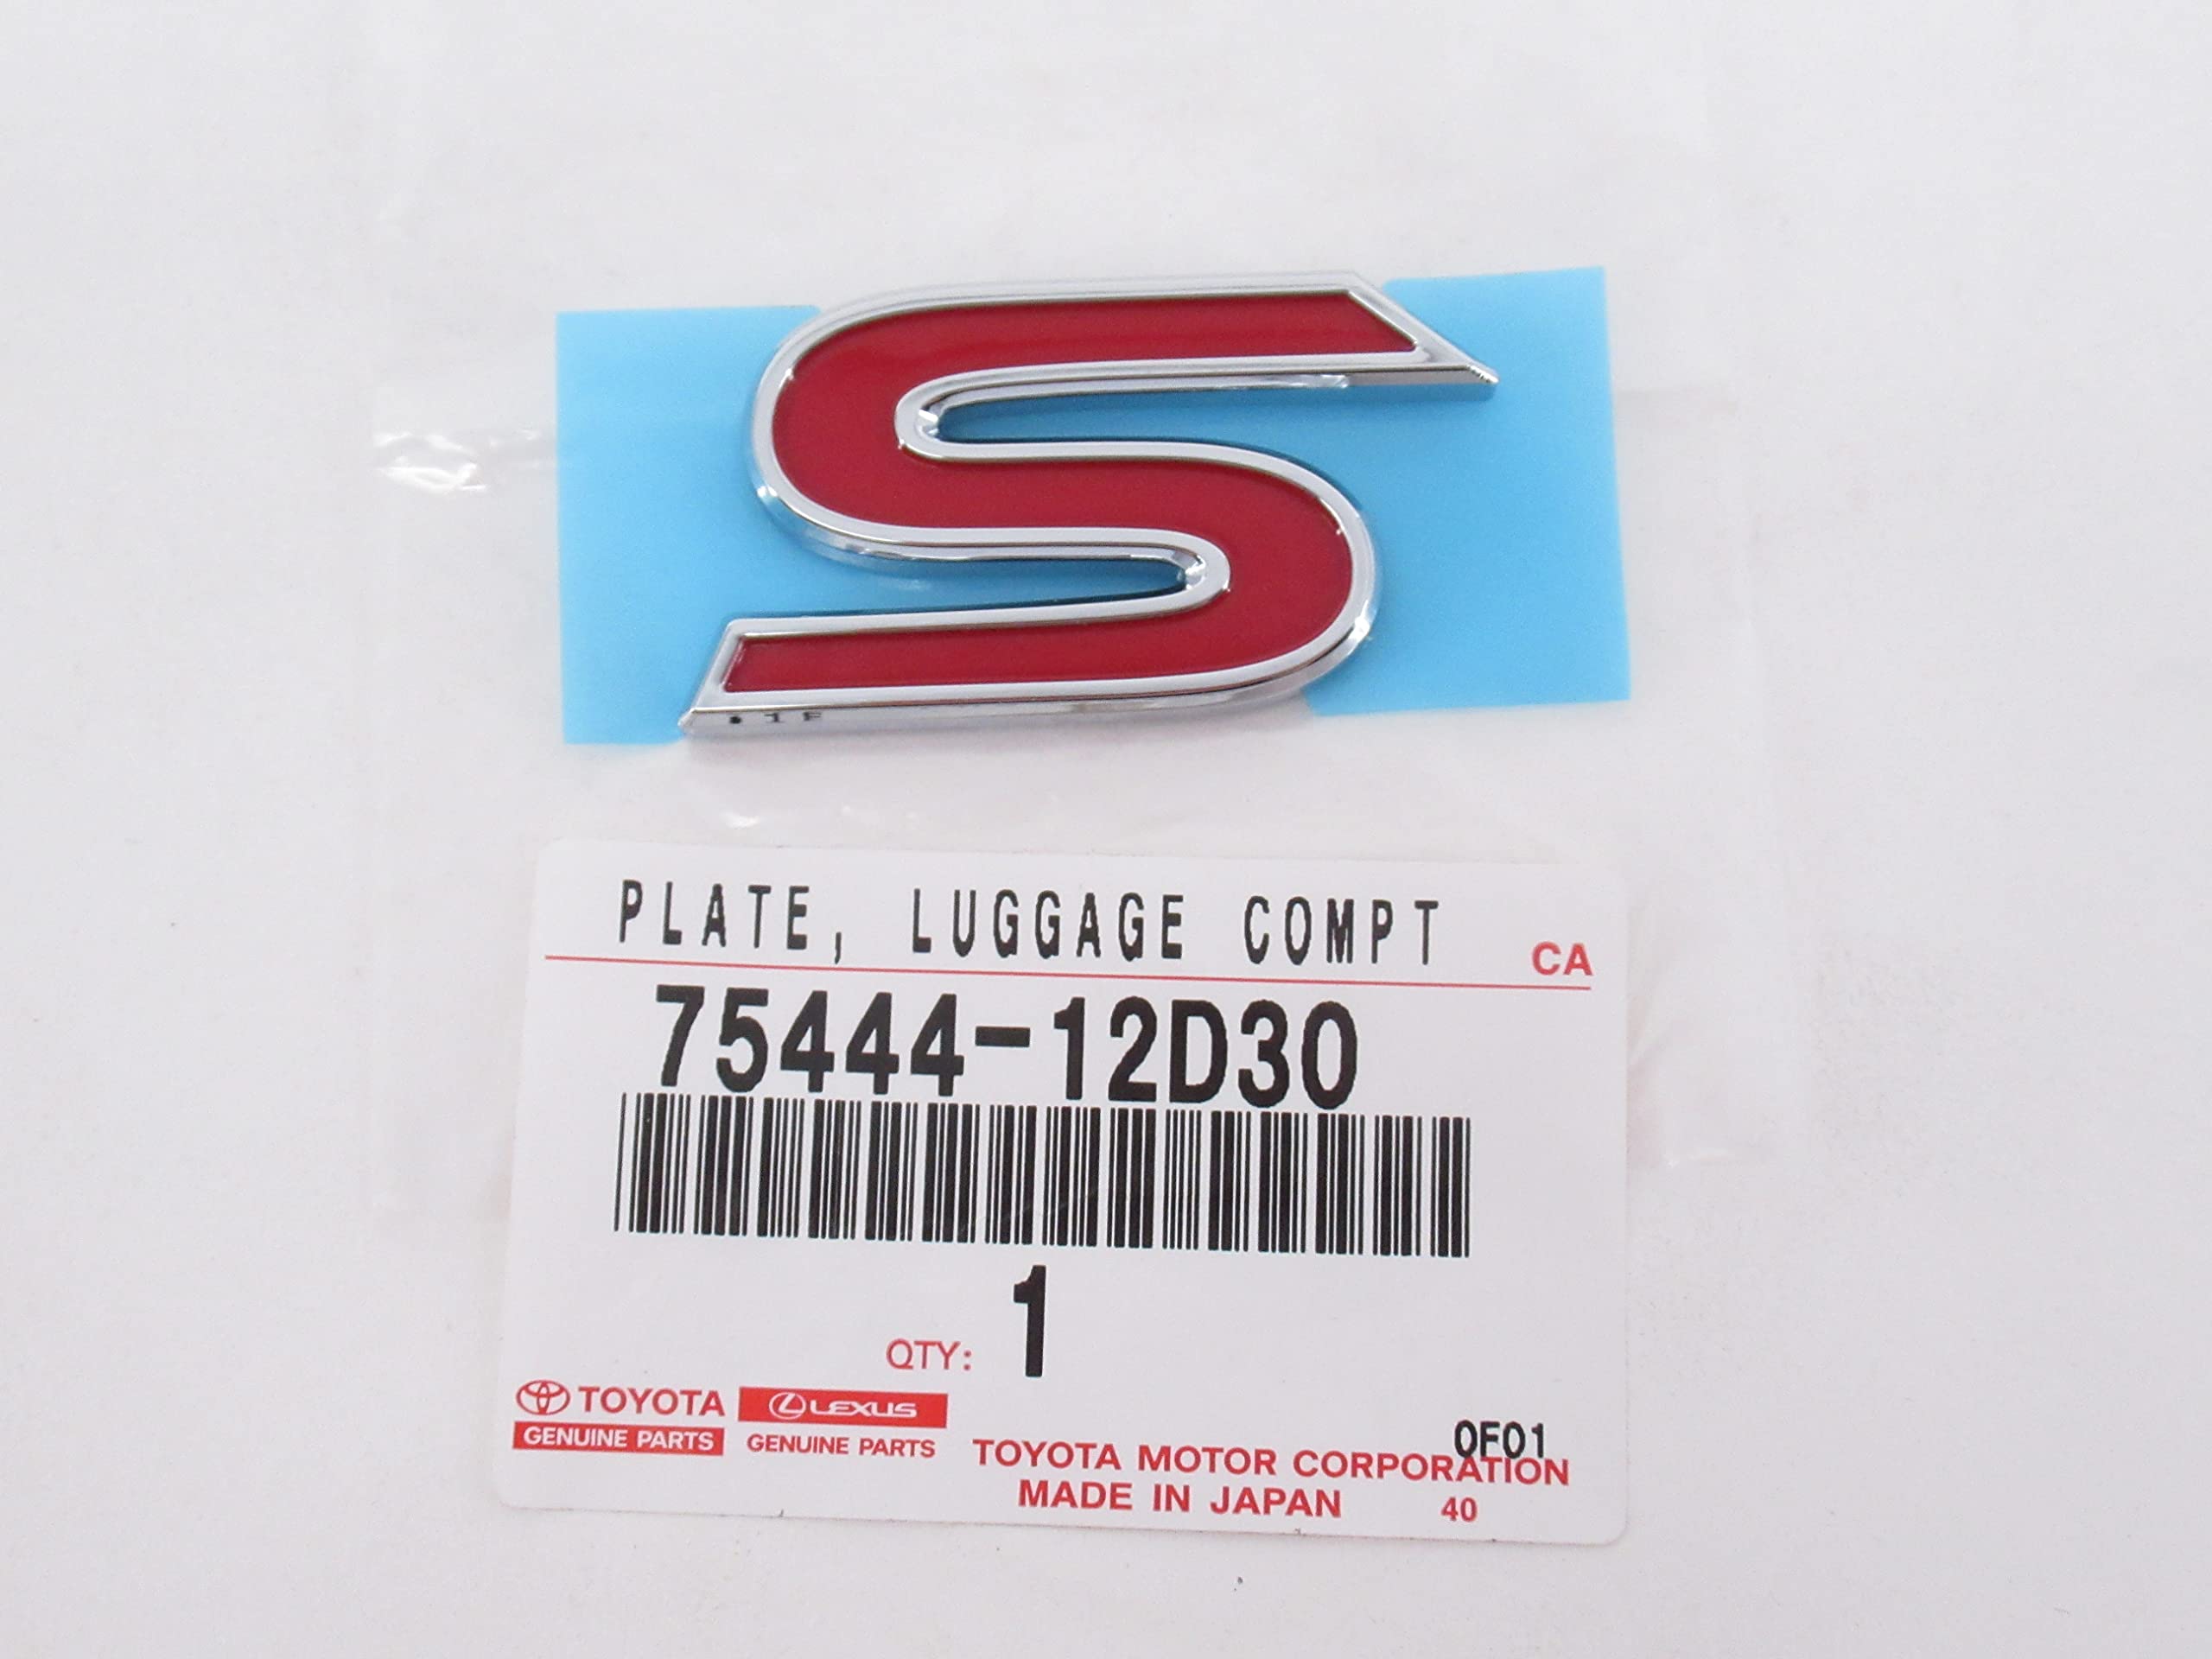 S
1F
PLATE, LUGGAGE COMPT
CA
75444-12D30
1
QTY:
TOYOTA
GENUINE PARTS
LEXUS
GENUINE PARTS
0F01
TOYOTA MOTOR CORPORATION
MADE IN JAPAN
40